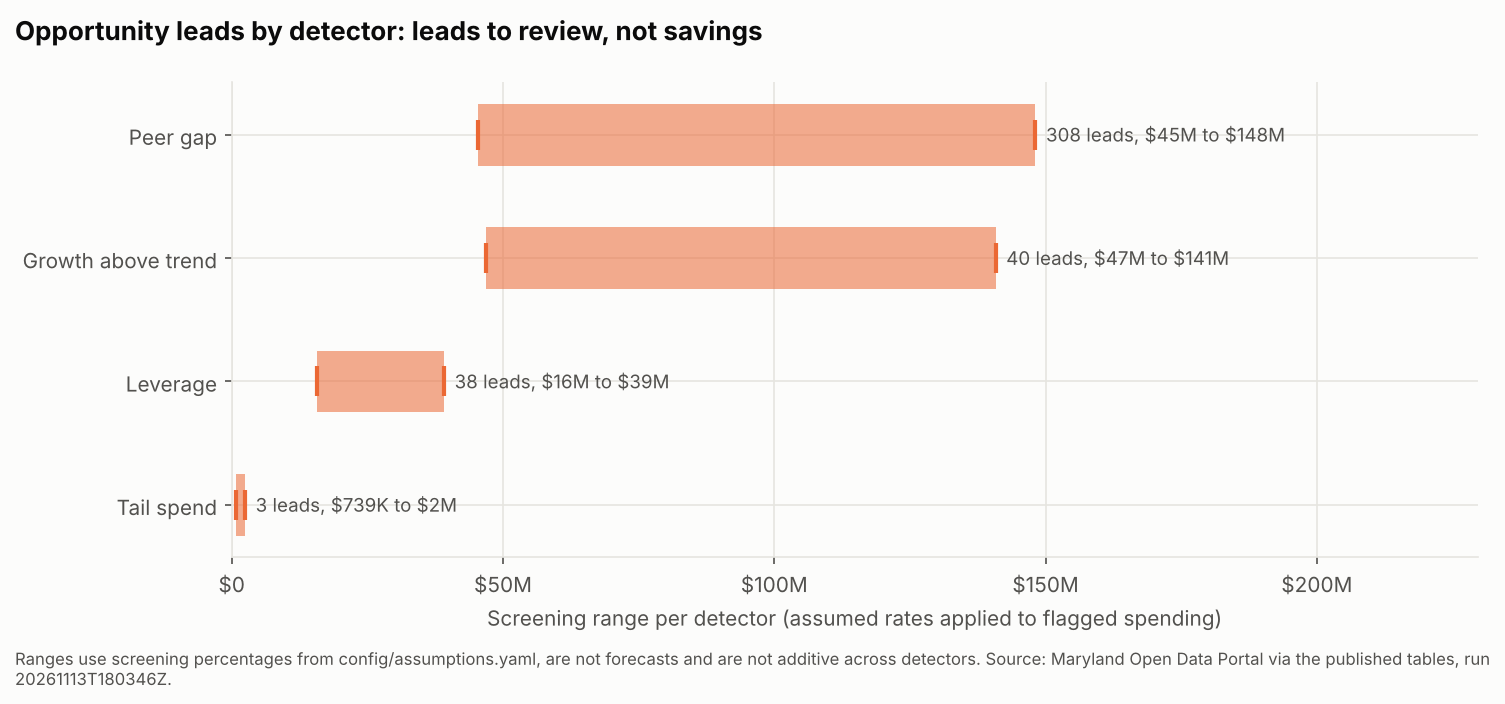 Opportunity leads by detector: leads to review, not savings
Peer gap
308 leads, $45M to $148M
Growth above trend
40 leads, $47M to $141M
Leverage
38 leads, $16M to $39M
Tail spend
3 leads, $739K to $2M
$0 $50M $100M $150M $200M
Screening range per detector (assumed rates applied to flagged spending)
Ranges use screening percentages from config/assumptions.yaml, are not forecasts and are not additive across detectors. Source: Maryland Open Data Portal via the published tables, run
20261113T180346Z.